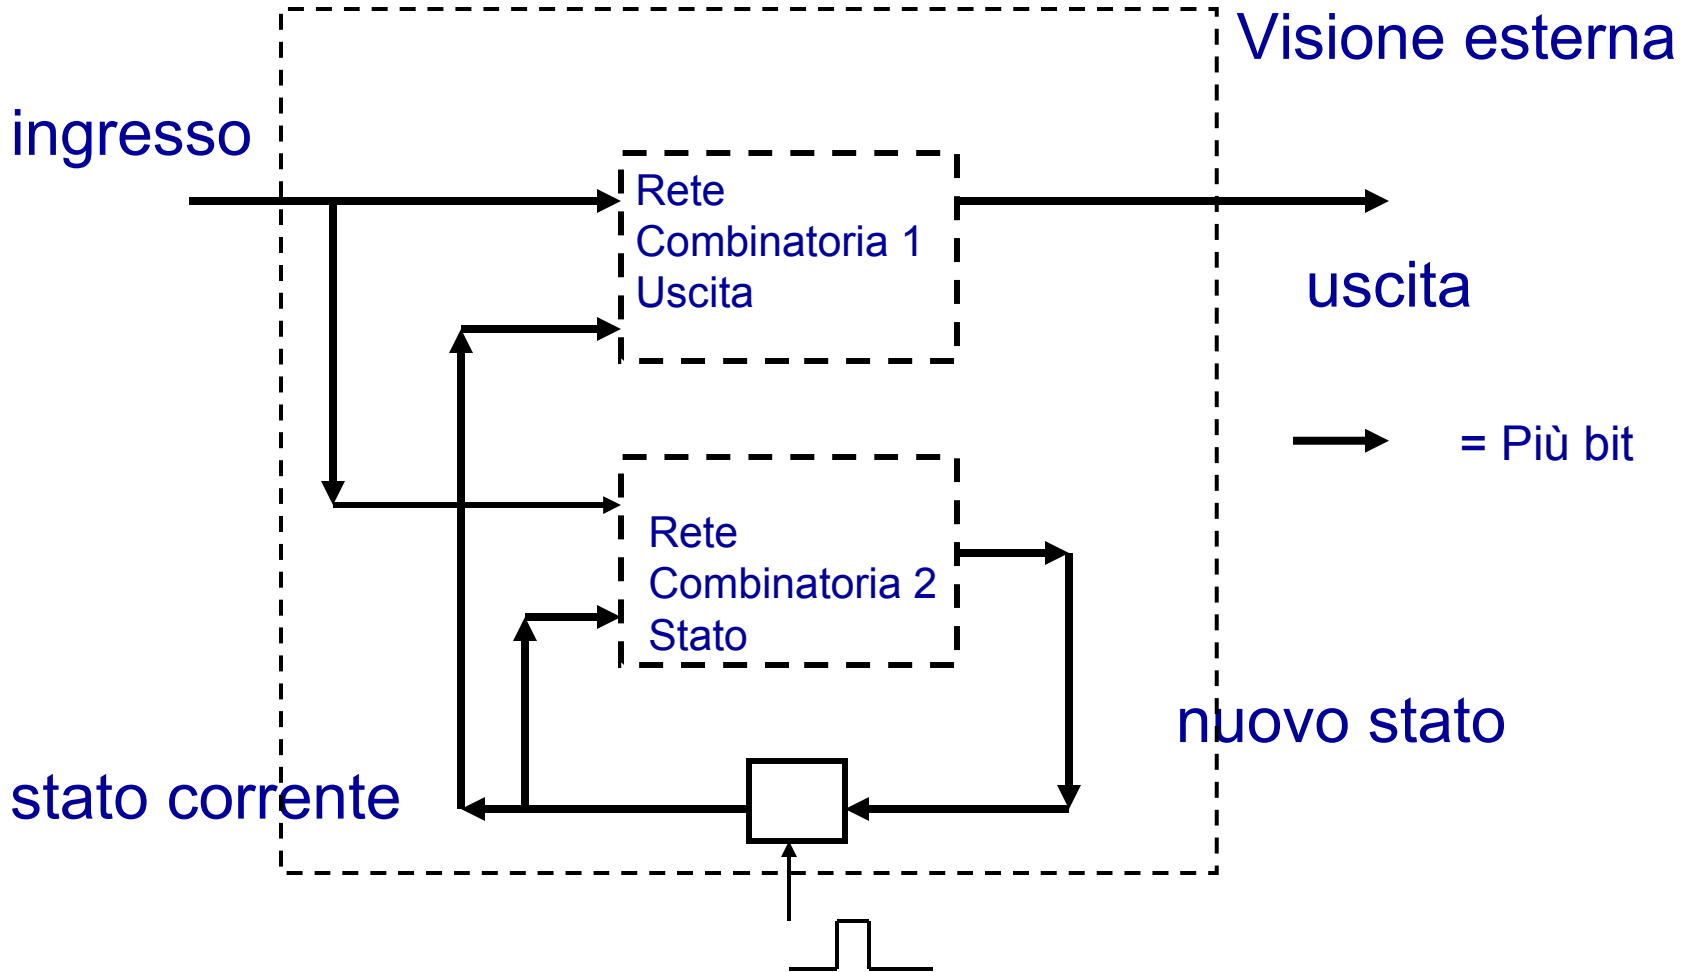 Visione esterna
ingresso
Rete
Combinatoria 1
Uscita
uscita
= Più bit
Rete
Combinatoria 2
Stato
nuovo stato
stato corrente